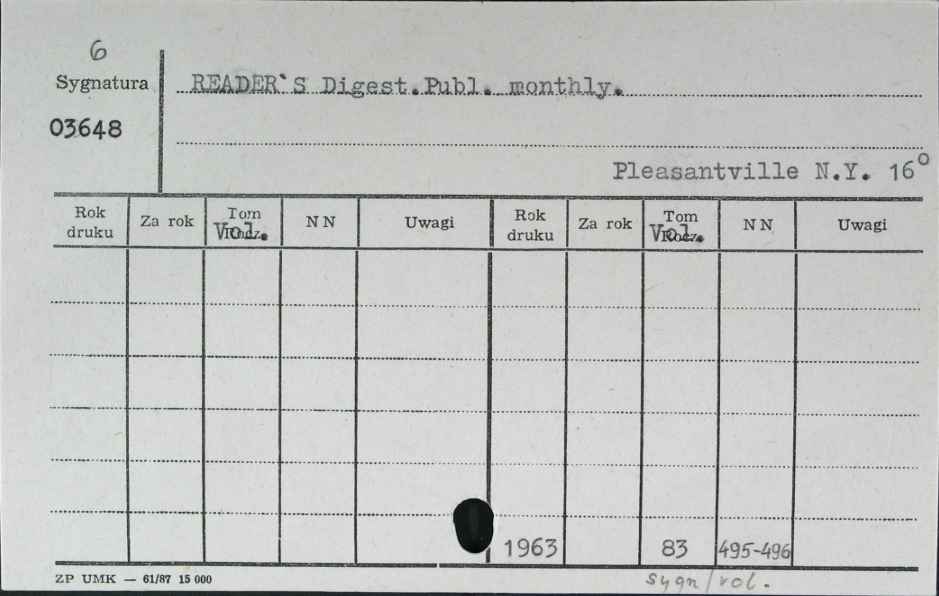 6
Sygnatura
03648
READER`S Digest.Publ. monthly.
Pleasantville N.Y. 16°
Rok druku Za rok Tom Vol. NN Uwagi Rok druku Za rok Tom Vol. NN Uwagi
1963 83 495-496
ZP UMK — 61/87 15 000
sygn/vol.